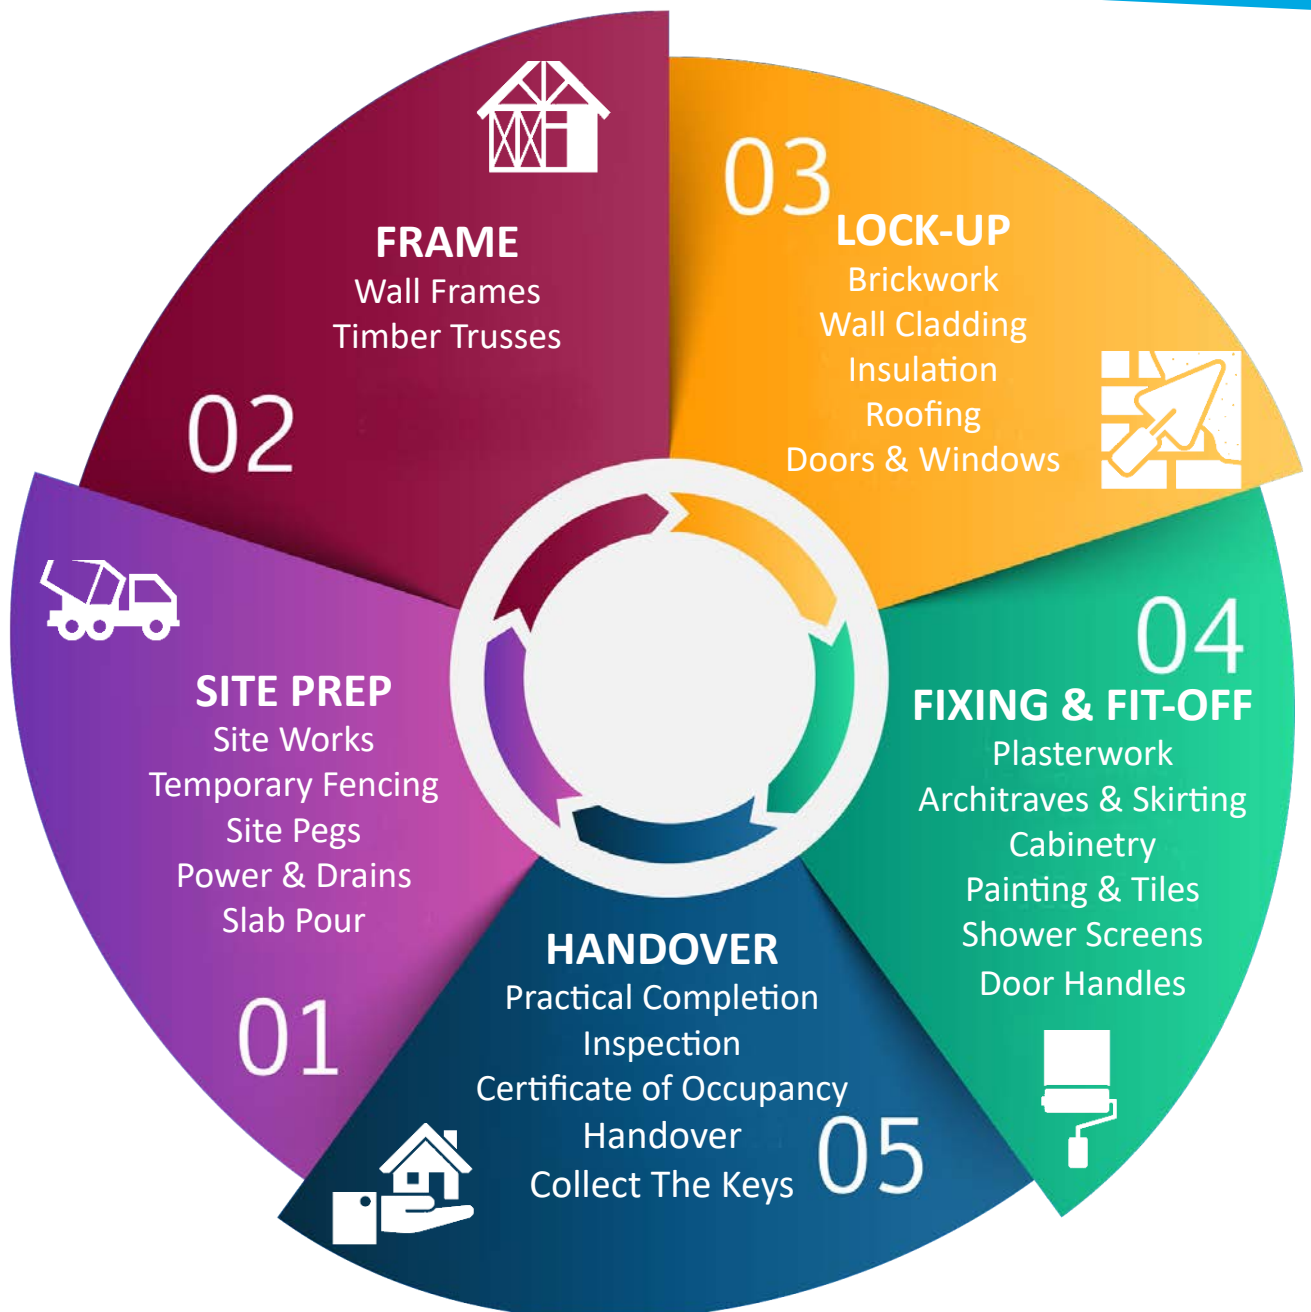 01
SITE PREP
Site Works
Temporary Fencing
Site Pegs
Power & Drains
Slab Pour
02
FRAME
Wall Frames
Timber Trusses
03
LOCK-UP
Brickwork
Wall Cladding
Insulation
Roofing
Doors & Windows
04
FIXING & FIT-OFF
Plasterwork
Architraves & Skirting
Cabinetry
Painting & Tiles
Shower Screens
Door Handles
05
HANDOVER
Practical Completion
Inspection
Certificate of Occupancy
Handover
Collect The Keys